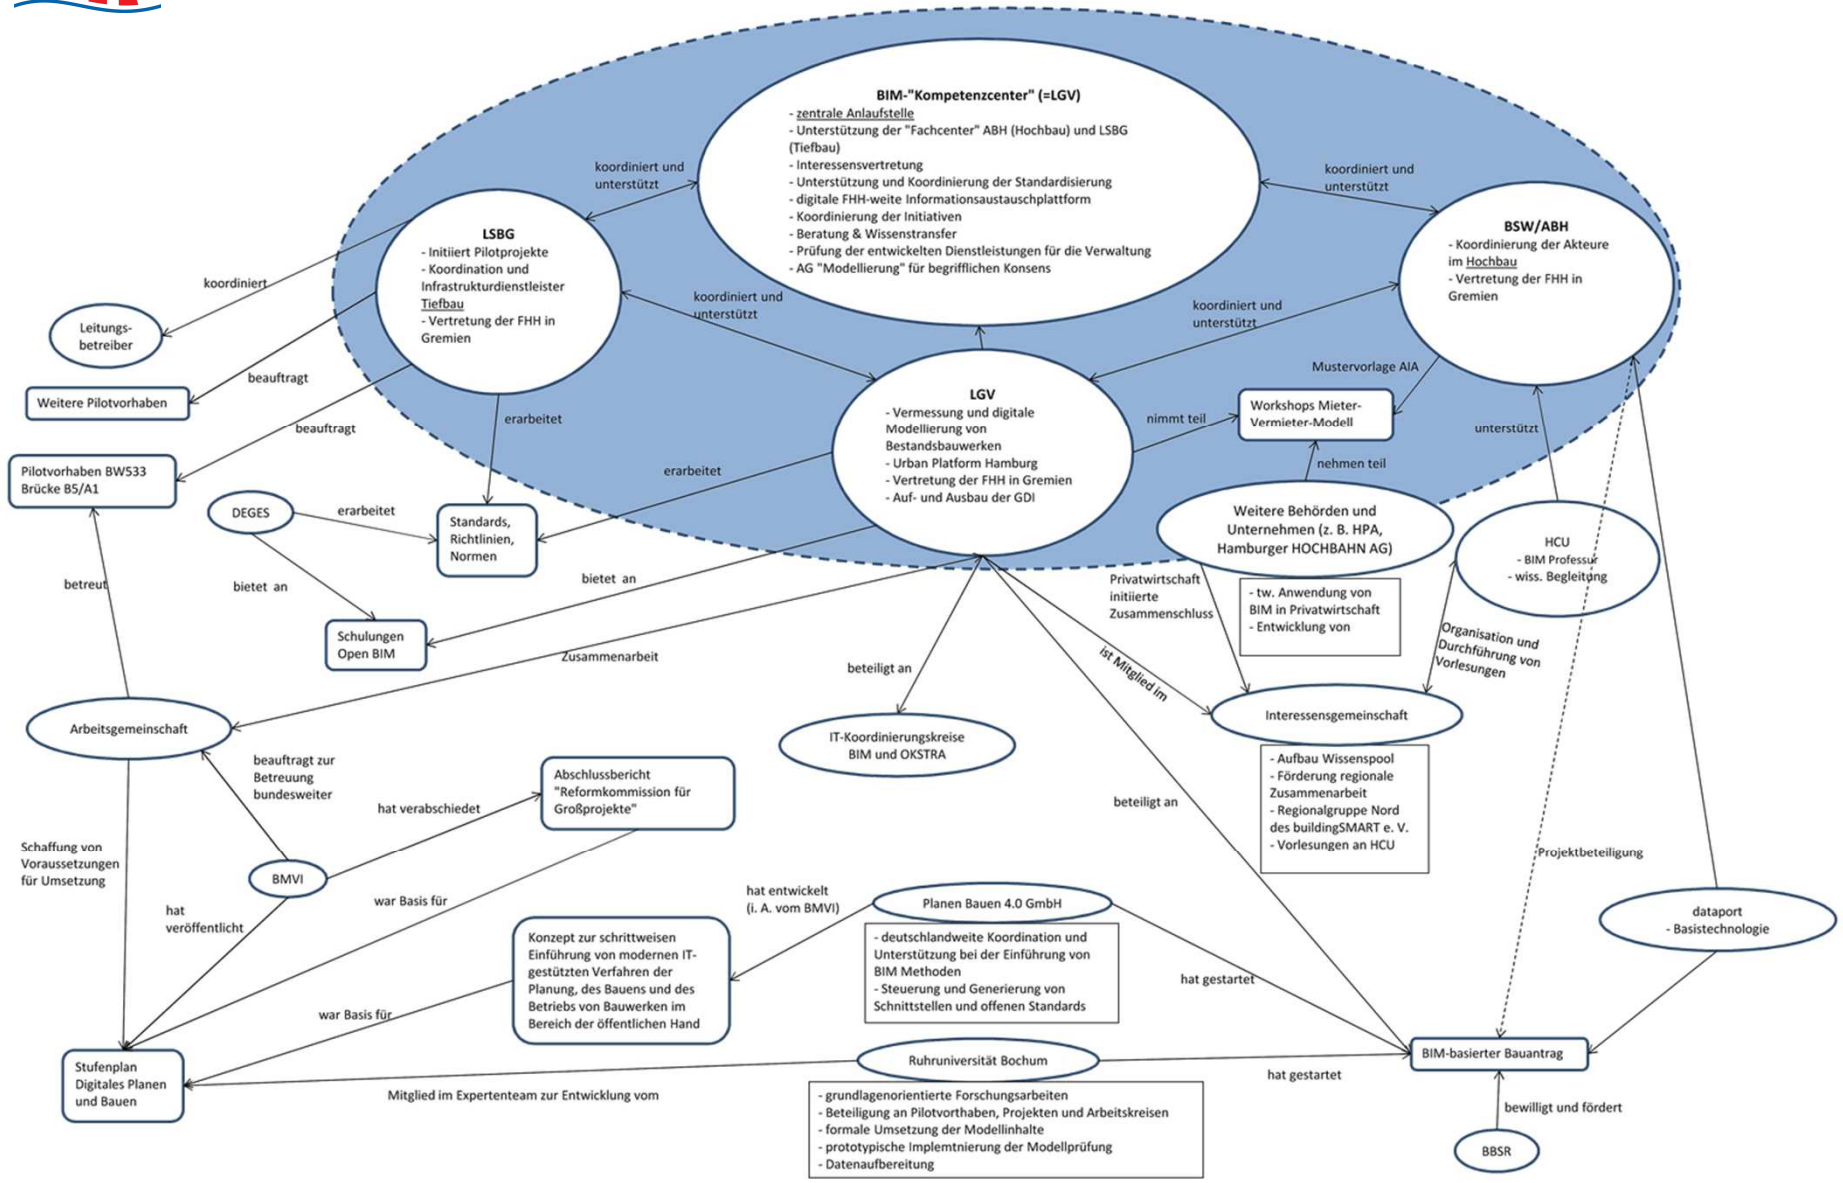 BIM-"Kompetenzcenter" (=LGV)
- zentrale Anlaufstelle
- Unterstützung der "Fachcenter" ABH (Hochbau) und LSBG
(Tiefbau)
- Interessensvertretung
- Unterstützung und Koordinierung der Standardisierung
- digitale FHH-weite Informationsaustauschplattform
- Koordinierung der Initiativen
- Beratung & Wissenstransfer
- Prüfung der entwickelten Dienstleistungen für die Verwaltung
- AG "Modellierung" für begrifflichen Konsens
koordiniert und
unterstützt
koordiniert und
unterstützt
LSBG
- Initiiert Pilotprojekte
- Koordination und
Infrastrukturdienstleister
Tiefbau
- Vertretung der FHH in
Gremien
BSW/ABH
- Koordinierung der Akteure
im Hochbau
- Vertretung der FHH in
Gremien
koordiniert
koordiniert und
unterstützt
koordiniert und
unterstützt
Leitungs-
betreiber
beauftragt
Weitere Pilotvorhaben
beauftragt
erarbeitet
LGV
- Vermessung und digitale
Modellierung von
Bestandsbauwerken
- Urban Platform Hamburg
- Vertretung der FHH in Gremien
- Auf- und Ausbau der GDI
Mustervorlage AIA
nimmt teil
Workshops Mieter-
Vermieter-Modell
unterstützt
nehmen teil
erarbeitet
Pilotvorhaben BW533
Brücke B5/A1
DEGES
erarbeitet
Standards,
Richtlinien,
Normen
Weitere Behörden und
Unternehmen (z. B. HPA,
Hamburger HOCHBAHN AG)
HCU
- BIM Professur
- wiss. Begleitung
betreut
bietet an
bietet an
Privatwirtschaft
initiierte
Zusammenschluss
- tw. Anwendung von
BIM in Privatwirtschaft
- Entwicklung von
Schulungen
Open BIM
Zusammenarbeit
beteiligt an
ist Mitglied im
Organisation und
Durchführung von
Vorlesungen
Arbeitsgemeinschaft
IT-Koordinierungskreise
BIM und OKSTRA
Interessensgemeinschaft
- Aufbau Wissenspool
- Förderung regionale
Zusammenarbeit
- Regionalgruppe Nord
des buildingSMART e. V.
- Vorlesungen an HCU
beauftragt zur
Betreuung
bundesweiter
hat verabschiedet
Abschlussbericht
"Reformkommission für
Großprojekte"
beteiligt an
Schaffung von
Voraussetzungen
für Umsetzung
BMVI
hat
veröffentlicht
war Basis für
hat entwickelt
(i. A. vom BMVI)
Planen Bauen 4.0 GmbH
- deutschlandweite Koordination und
Unterstützung bei der Einführung von
BIM Methoden
- Steuerung und Generierung von
Schnittstellen und offenen Standards
Projektbeteiligung
dataport
- Basistechnologie
Konzept zur schrittweisen
Einführung von modernen IT-
gestützten Verfahren der
Planung, des Bauens und des
Betriebs von Bauwerken im
Bereich der öffentlichen Hand
war Basis für
hat gestartet
Stufenplan
Digitales Planen
und Bauen
Mitglied im Expertenteam zur Entwicklung vom
Ruhruniversität Bochum
- grundlagenorientierte Forschungsarbeiten
- Beteiligung an Pilotvorthaben, Projekten und Arbeitskreisen
- formale Umsetzung der Modellinhalte
- prototypische Implemtnierung der Modellprüfung
- Datenaufbereitung
hat gestartet
BIM-basierter Bauantrag
bewilligt und fördert
BBSR